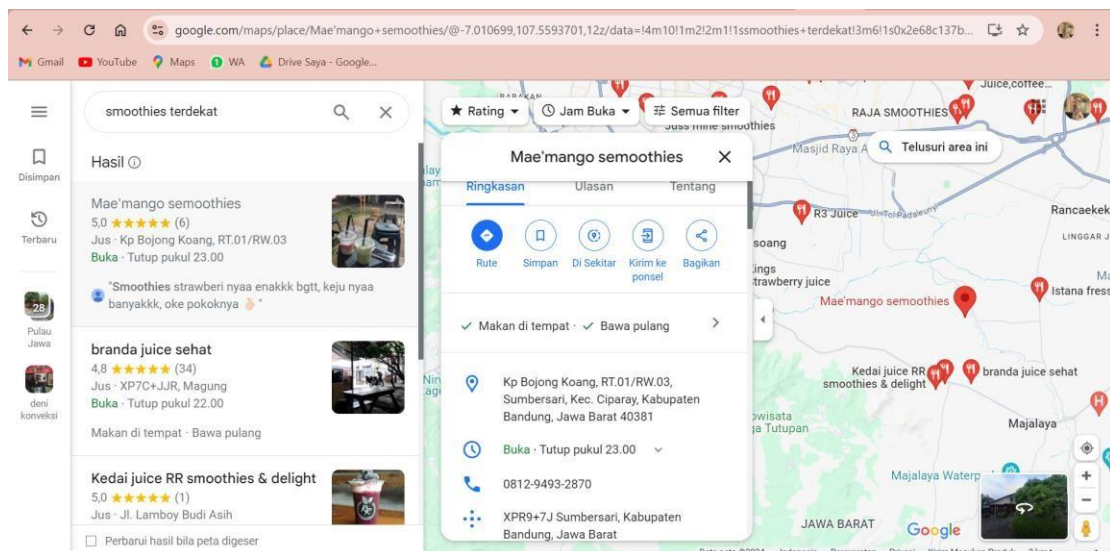 google.com/maps/place/Mae'mango+semoothies/@-7.010699,107.5593701,12z/data=!4m10!1m2!2m1!1ssmoothies+terdekat!3m6!1s0x2e68c137b...
Gmail
YouTube
Maps
WA
Drive Saya - Google...
smoothies terdekat
Disimpan
Terbaru
28
Pulau
Jawa
deni
konveksi
Hasil
Mae'mango semoothies
5,0 (6)
Jus · Kp Bojong Koang, RT.01/RW.03
Buka · Tutup pukul 23.00
"Smoothies strawberi nyaa enakkk bgtt, keju nyaa
banyakkk, oke pokoknya 👌🏻 "
branda juice sehat
4,8 (34)
Jus · XP7C+JJR, Magung
Buka · Tutup pukul 22.00
Makan di tempat · Bawa pulang
Kedai juice RR smoothies & delight
5,0 (1)
Jus · Jl. Lamboy Budi Asih
Perbarui hasil bila peta digeser
Rating
Jam Buka
Semua filter
Mae'mango semoothies
Ringkasan
Ulasan
Tentang
Rute
Simpan
Di Sekitar
Kirim ke
ponsel
Bagikan
✓ Makan di tempat · ✓ Bawa pulang
Kp Bojong Koang, RT.01/RW.03,
Sumbersari, Kec. Ciparay, Kabupaten
Bandung, Jawa Barat 40381
Buka · Tutup pukul 23.00
0812-9493-2870
XPR9+7J Sumbersari, Kabupaten
Bandung, Jawa Barat
Juice,coffee...
RAJA SMOOTHIES
smoothies
Masjid Raya A
Telusuri area ini
R3 Juice
Rancaekek
LINGGAR J
soang
strawberry juice
Mae'mango semoothies
Istana fress
Kedai juice RR
smoothies & delight
branda juice sehat
Majalaya
Tutupan
Majalaya Waterp
JAWA BARAT
Google